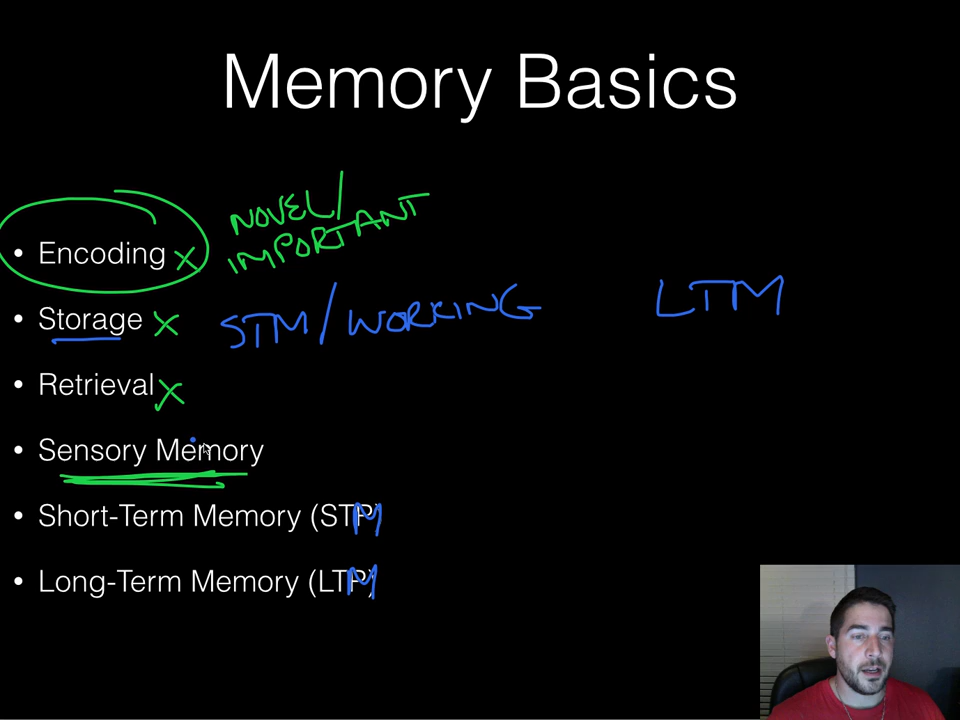 Memory Basics
NOVEL/
IMPORTANT
• Encoding X
• Storage X STM/WORKING LTM
• Retrieval X
• Sensory Memory
• Short-Term Memory (STM)
• Long-Term Memory (LTM)